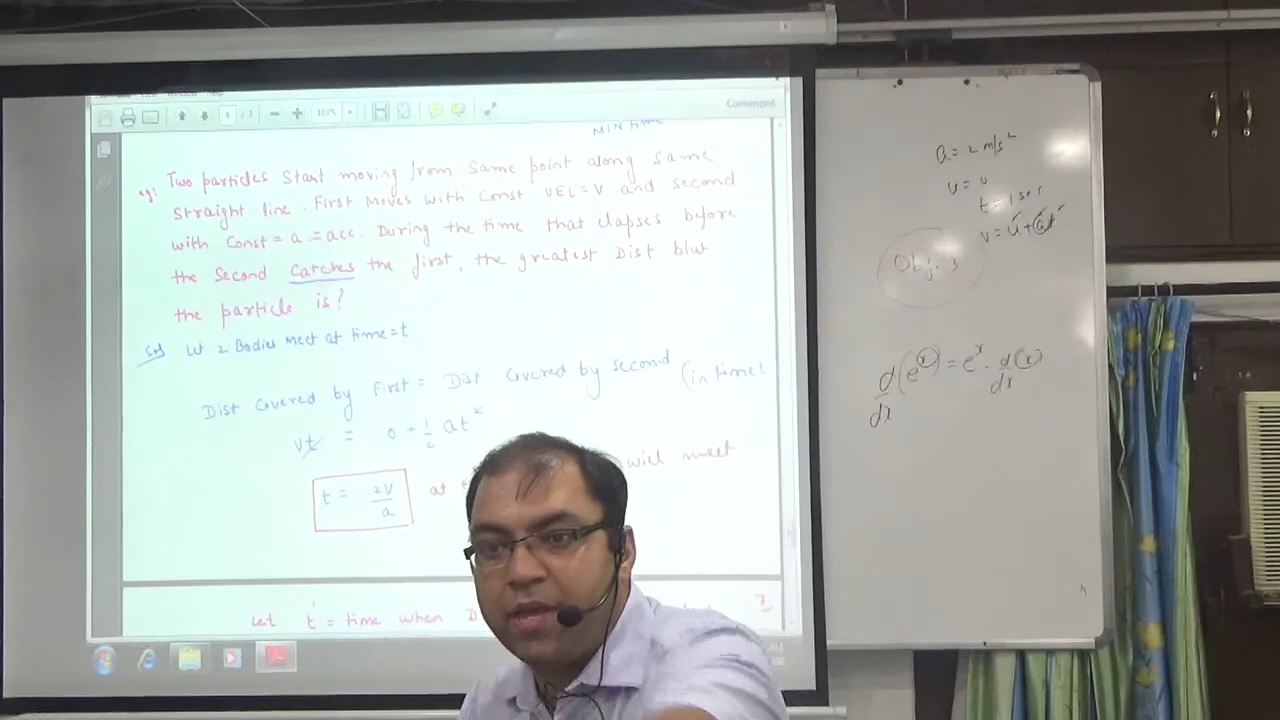 Comment
101%
MIN time
eg: Two particles start moving from same point along same
straight line. First moves with Const VEL = V and second
with Const = a = acc. During the time that elapses before
the second catches the first, the greatest Dist b/w
the particle is?
Sol Let 2 Bodies meet at time = t
Dist covered by first = Dist covered by second (in time t
vt = 0 + 1/2 at²
t = 2V/a at
will meet
Let t' = time when D
7
a = 2 m/s²
u = 0
t = 1 sec
v = u + at
Obj. 3
d/dx (e^x) = e^x . d/dx (x)